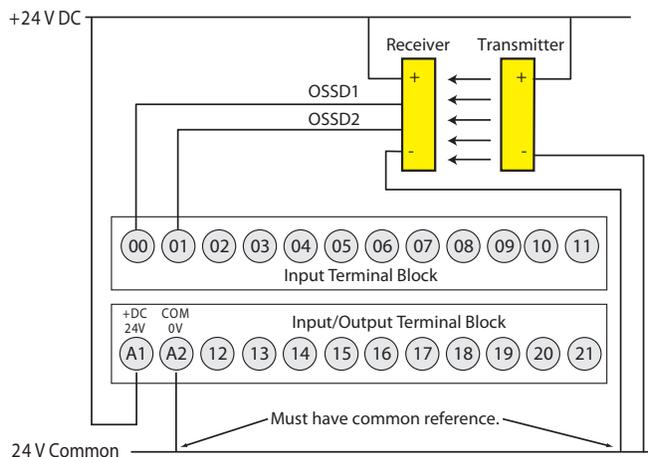 +24 V DC
Receiver
Transmitter
+
+
OSSD1
OSSD2
-
-
00 01 02 03 04 05 06 07 08 09 10 11
Input Terminal Block
+DC
24V
COM
0V
Input/Output Terminal Block
A1 A2 12 13 14 15 16 17 18 19 20 21
Must have common reference.
24 V Common